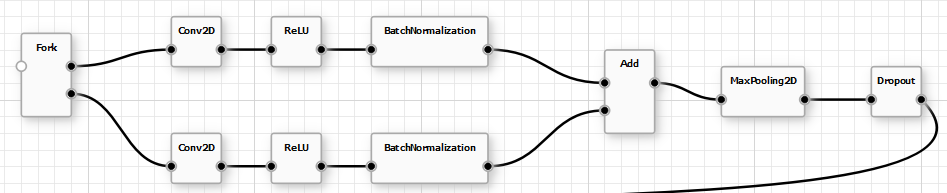 Fork
Conv2D
ReLU
BatchNormalization
Add
MaxPooling2D
Dropout
Conv2D
ReLU
BatchNormalization